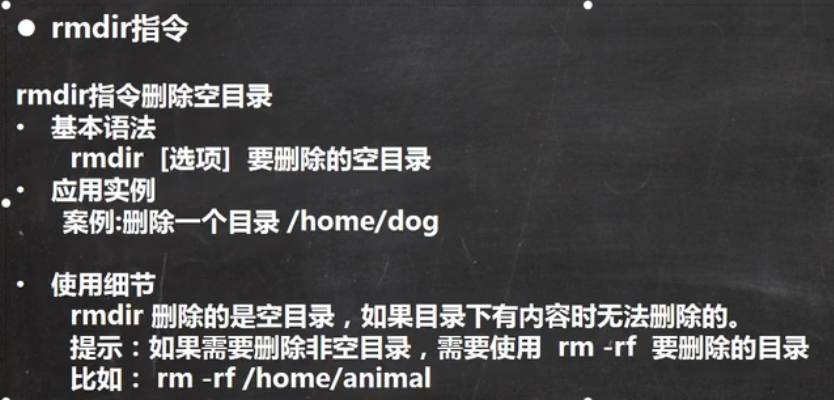 ● rmdir指令
rmdir指令删除空目录
• 基本语法
rmdir [选项] 要删除的空目录
• 应用实例
案例:删除一个目录 /home/dog
• 使用细节
rmdir 删除的是空目录，如果目录下有内容时无法删除的。
提示：如果需要删除非空目录，需要使用 rm -rf 要删除的目录
比如： rm -rf /home/animal